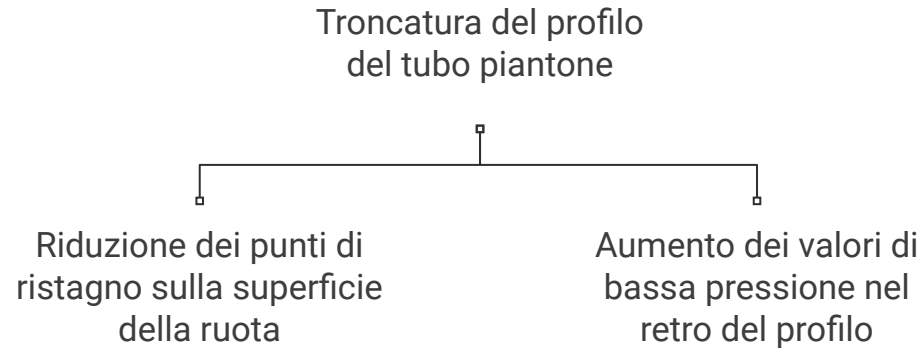 Troncatura del profilo
del tubo piantone
Riduzione dei punti di
ristagno sulla superficie
della ruota
Aumento dei valori di
bassa pressione nel
retro del profilo